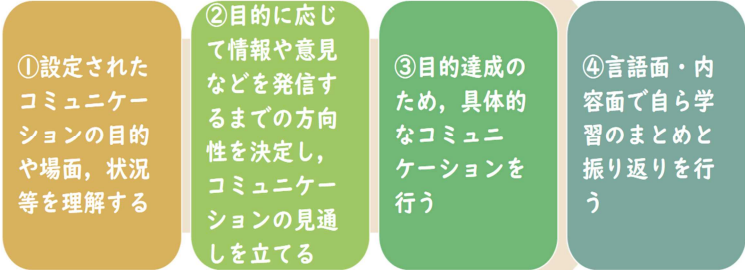 ①設定された
コミュニケー
ションの目的
や場面，状況
等を理解する
②目的に応じ
て情報や意見
などを発信す
るまでの方向
性を決定し，
コミュニケー
ションの見通
しを立てる
③目的達成の
ため，具体的
なコミュニ
ケーションを
行う
④言語面・内
容面で自ら学
習のまとめと
振り返りを行
う